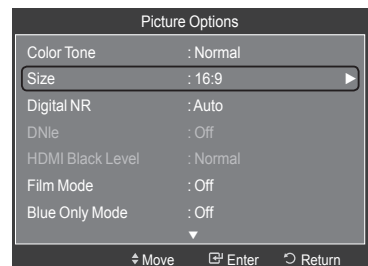 Picture Options
Color Tone : Normal
Size : 16:9 ►
Digital NR : Auto
DNIe : Off
HDMI Black Level : Normal
Film Mode : Off
Blue Only Mode : Off
▼
Move Enter Return